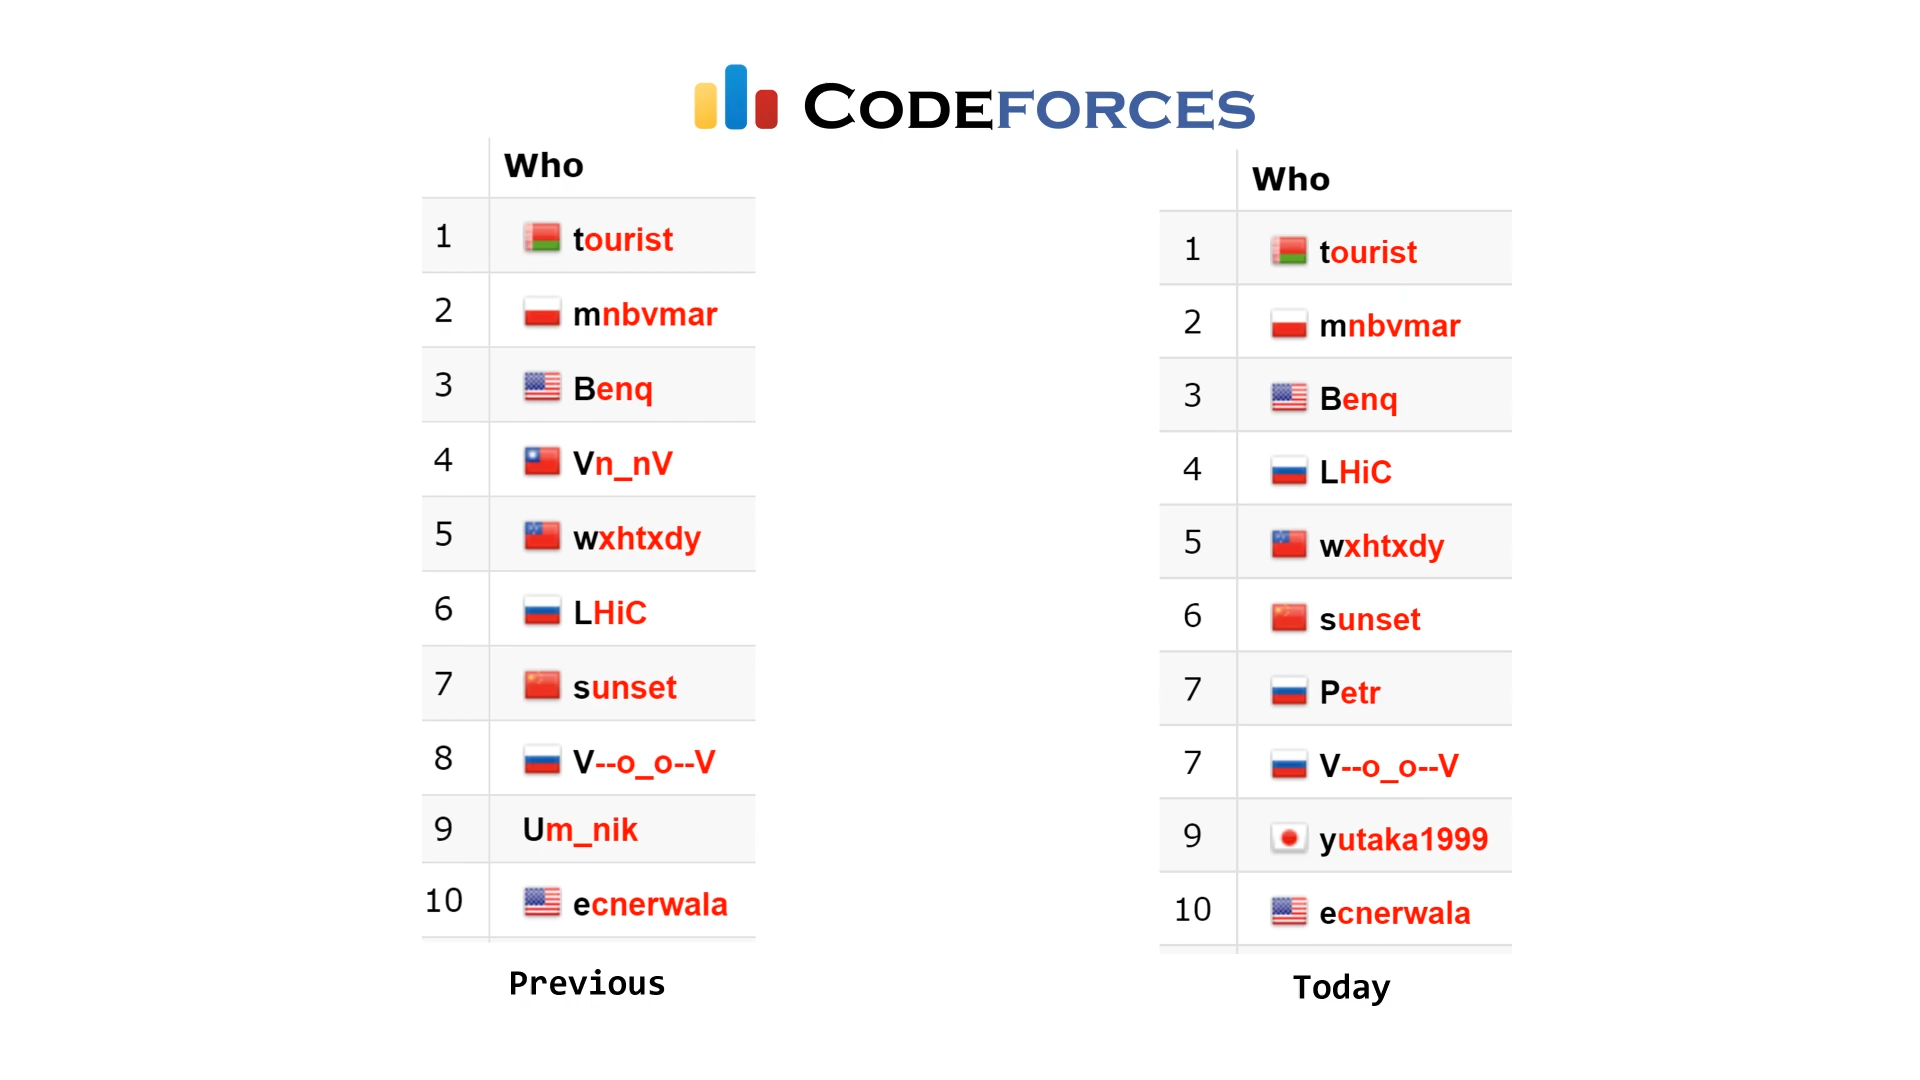 CODEFORCES
Who
1 tourist
2 mnbvmar
3 Benq
4 Vn_nV
5 wxhtxdy
6 LHiC
7 sunset
8 V--o_o--V
9 Um_nik
10 ecnerwala
Previous
Who
1 tourist
2 mnbvmar
3 Benq
4 LHiC
5 wxhtxdy
6 sunset
7 Petr
7 V--o_o--V
9 yutaka1999
10 ecnerwala
Today